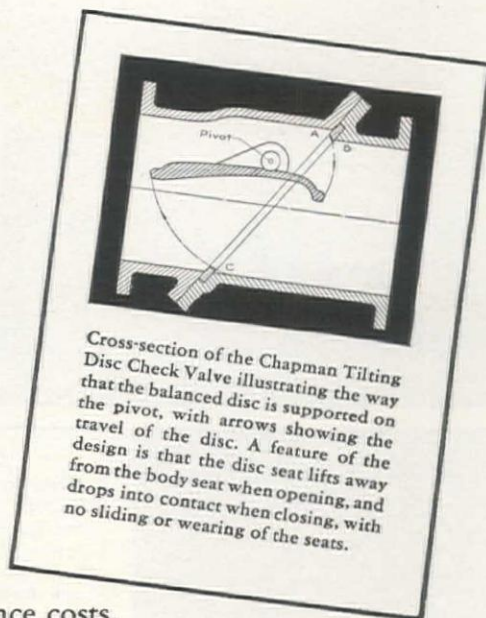 A
Pivot
D
C
Cross-section of the Chapman Tilting
Disc Check Valve illustrating the way
that the balanced disc is supported on
the pivot, with arrows showing the
travel of the disc. A feature of the
design is that the disc seat lifts away
from the body seat when opening, and
drops into contact when closing, with
no sliding or wearing of the seats.
costs